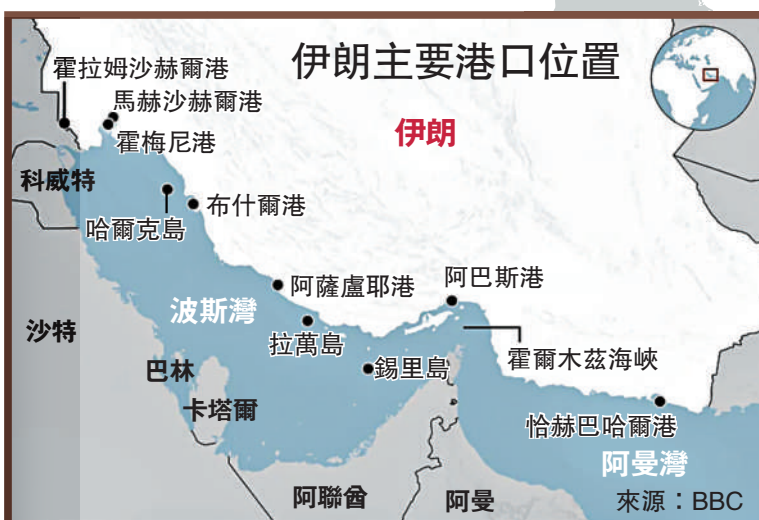 伊朗主要港口位置
霍拉姆沙赫爾港
馬赫沙赫爾港
霍梅尼港
伊朗
科威特
布什爾港
哈爾克島
阿薩盧耶港
阿巴斯港
波斯灣
沙特
拉萬島
霍爾木茲海峽
巴林
錫里島
卡塔爾
恰赫巴哈爾港
阿曼灣
阿聯酋
阿曼
來源：BBC